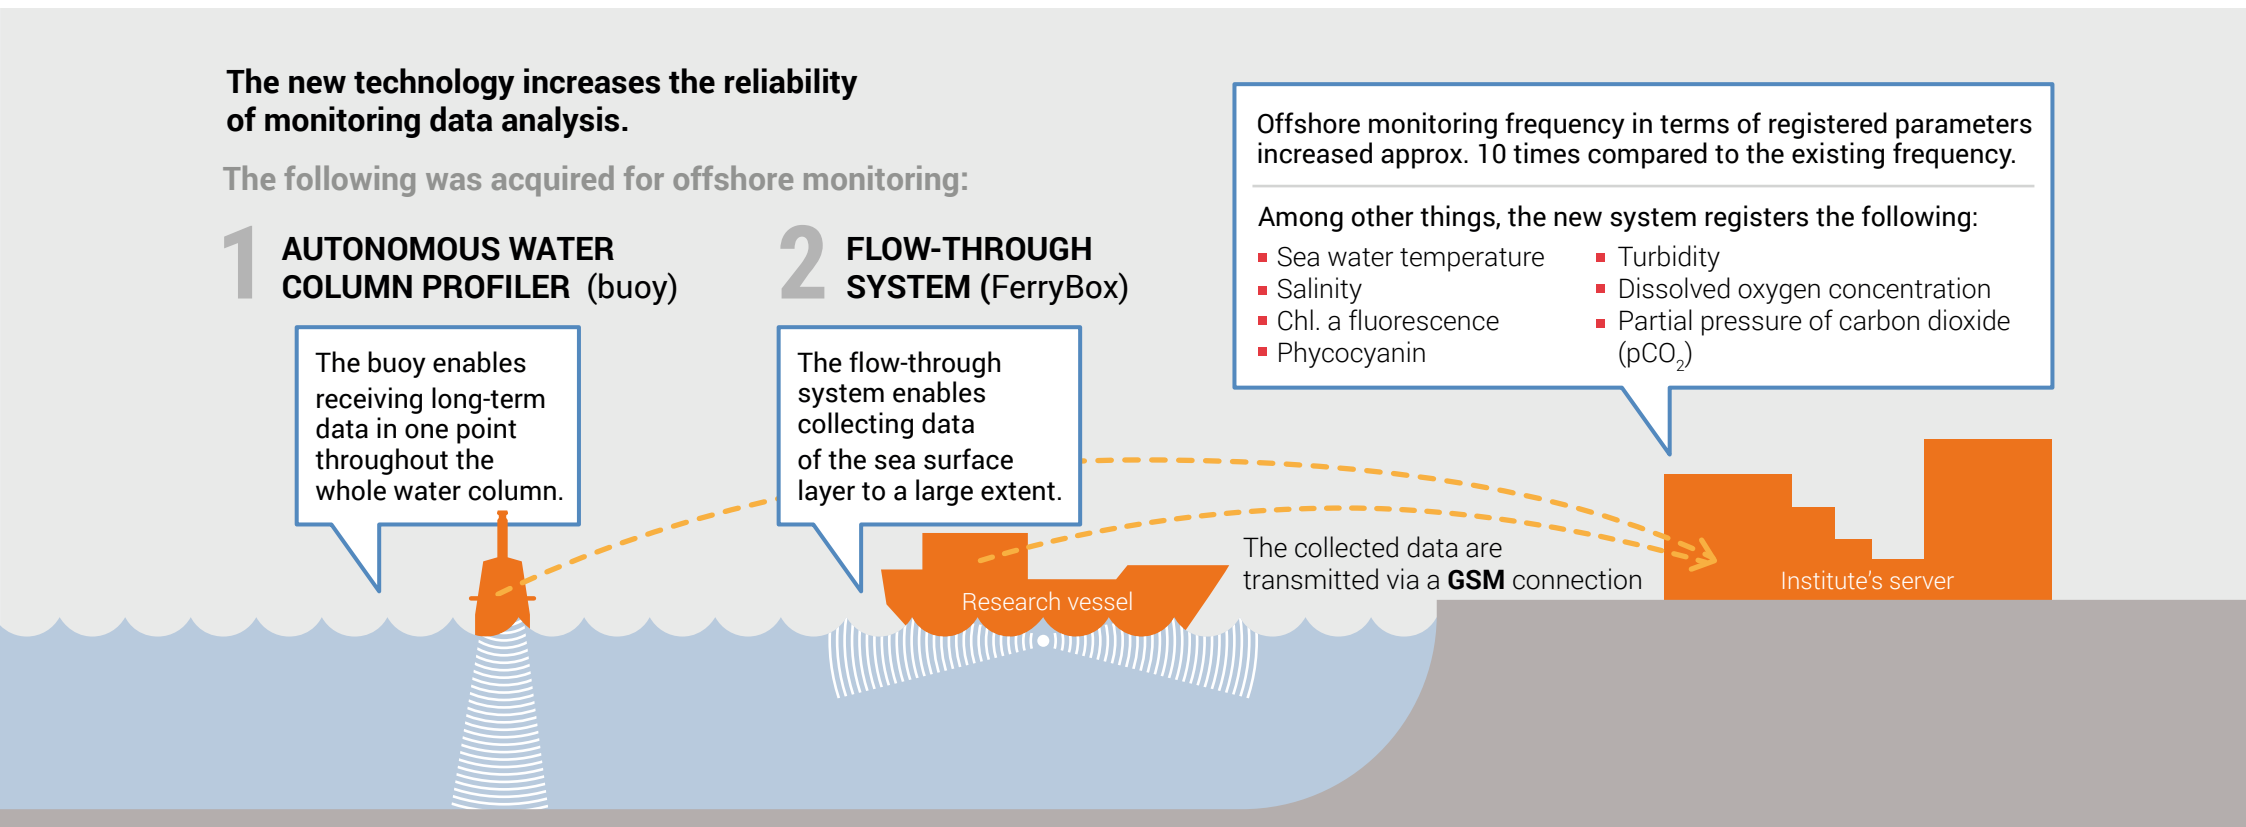 The new technology increases the reliability
of monitoring data analysis.
The following was acquired for offshore monitoring:
1 AUTONOMOUS WATER
COLUMN PROFILER (buoy)
2 FLOW-THROUGH
SYSTEM (FerryBox)
The buoy enables
receiving long-term
data in one point
throughout the
whole water column.
The flow-through
system enables
collecting data
of the sea surface
layer to a large extent.
Offshore monitoring frequency in terms of registered parameters
increased approx. 10 times compared to the existing frequency.
Among other things, the new system registers the following:
Sea water temperature
Salinity
Chl. a fluorescence
Phycocyanin
Turbidity
Dissolved oxygen concentration
Partial pressure of carbon dioxide
(pCO₂)
The collected data are
transmitted via a GSM connection
Research vessel
Institute's server